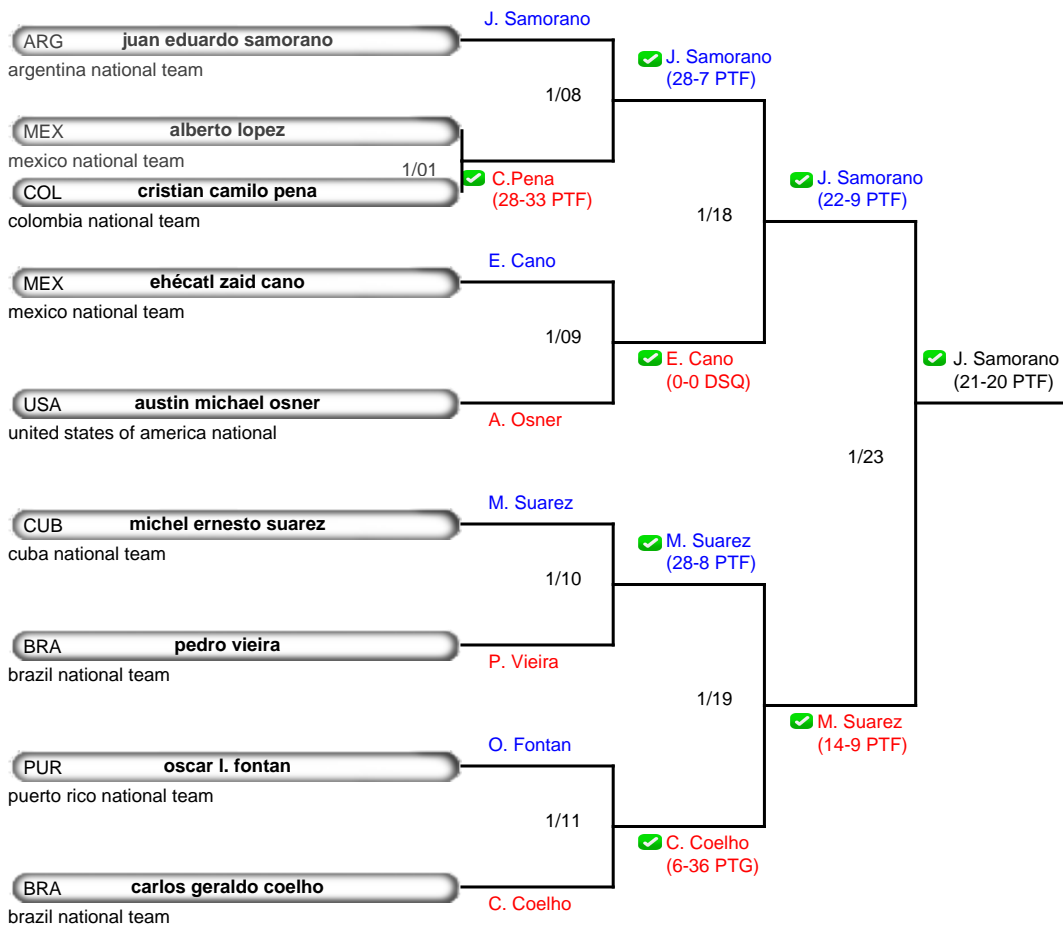 J. Samorano
ARG juan eduardo samorano
argentina national team
J. Samorano
(28-7 PTF)
1/08
MEX alberto lopez
mexico national team
1/01
C.Pena
(28-33 PTF)
COL cristian camilo pena
colombia national team
J. Samorano
(22-9 PTF)
1/18
E. Cano
MEX ehécatl zaid cano
mexico national team
1/09
E. Cano
(0-0 DSQ)
J. Samorano
(21-20 PTF)
USA austin michael osner
united states of america national
A. Osner
1/23
M. Suarez
CUB michel ernesto suarez
cuba national team
M. Suarez
(28-8 PTF)
1/10
BRA pedro vieira
brazil national team
P. Vieira
1/19
M. Suarez
(14-9 PTF)
O. Fontan
PUR oscar l. fontan
puerto rico national team
1/11
C. Coelho
(6-36 PTG)
BRA carlos geraldo coelho
brazil national team
C. Coelho